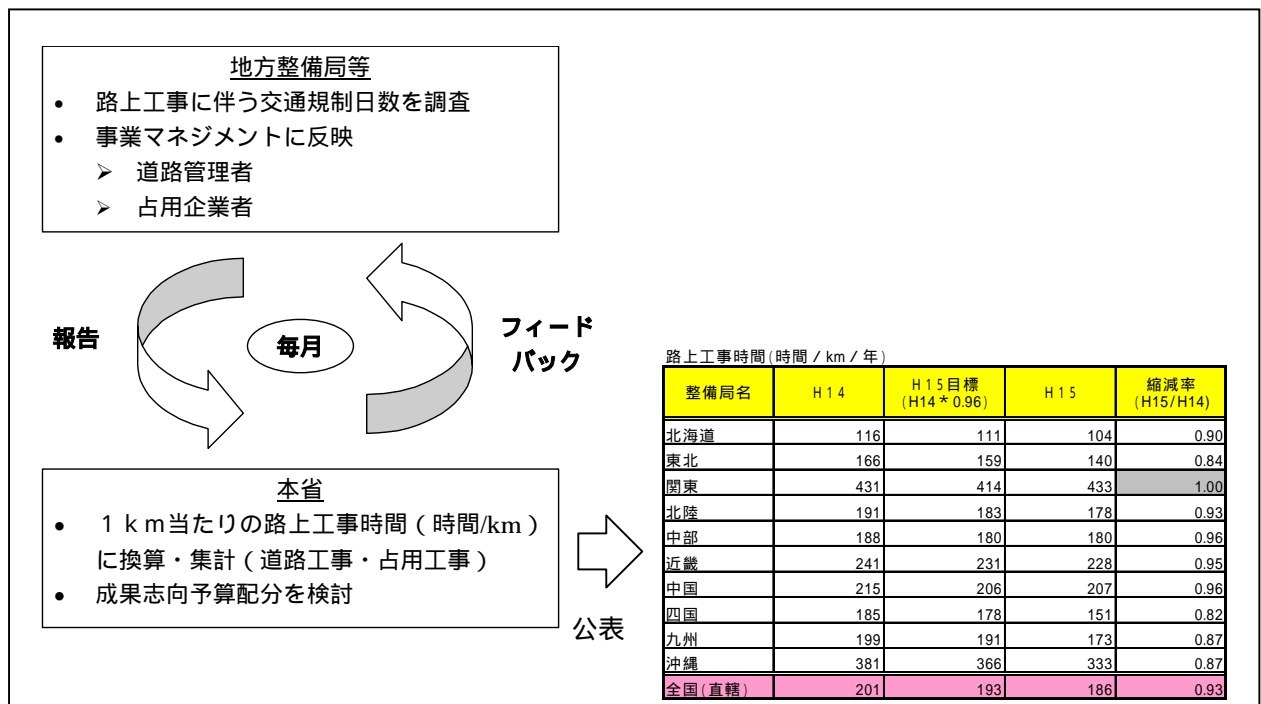 地方整備局等
• 路上工事に伴う交通規制日数を調査
• 事業マネジメントに反映
➢ 道路管理者
➢ 占用企業者
報告
毎月
フィード
バック
本省
• 1km当たりの路上工事時間(時間/km)
に換算・集計(道路工事・占用工事)
• 成果志向予算配分を検討
公表
路上工事時間(時間/km/年)
整備局名 H14 H15目標 (H14*0.96) H15 縮減率 (H15/H14)
北海道 116 111 104 0.90
東北 166 159 140 0.84
関東 431 414 433 1.00
北陸 191 183 178 0.93
中部 188 180 180 0.96
近畿 241 231 228 0.95
中国 215 206 207 0.96
四国 185 178 151 0.82
九州 199 191 173 0.87
沖縄 381 366 333 0.87
全国(直轄) 201 193 186 0.93